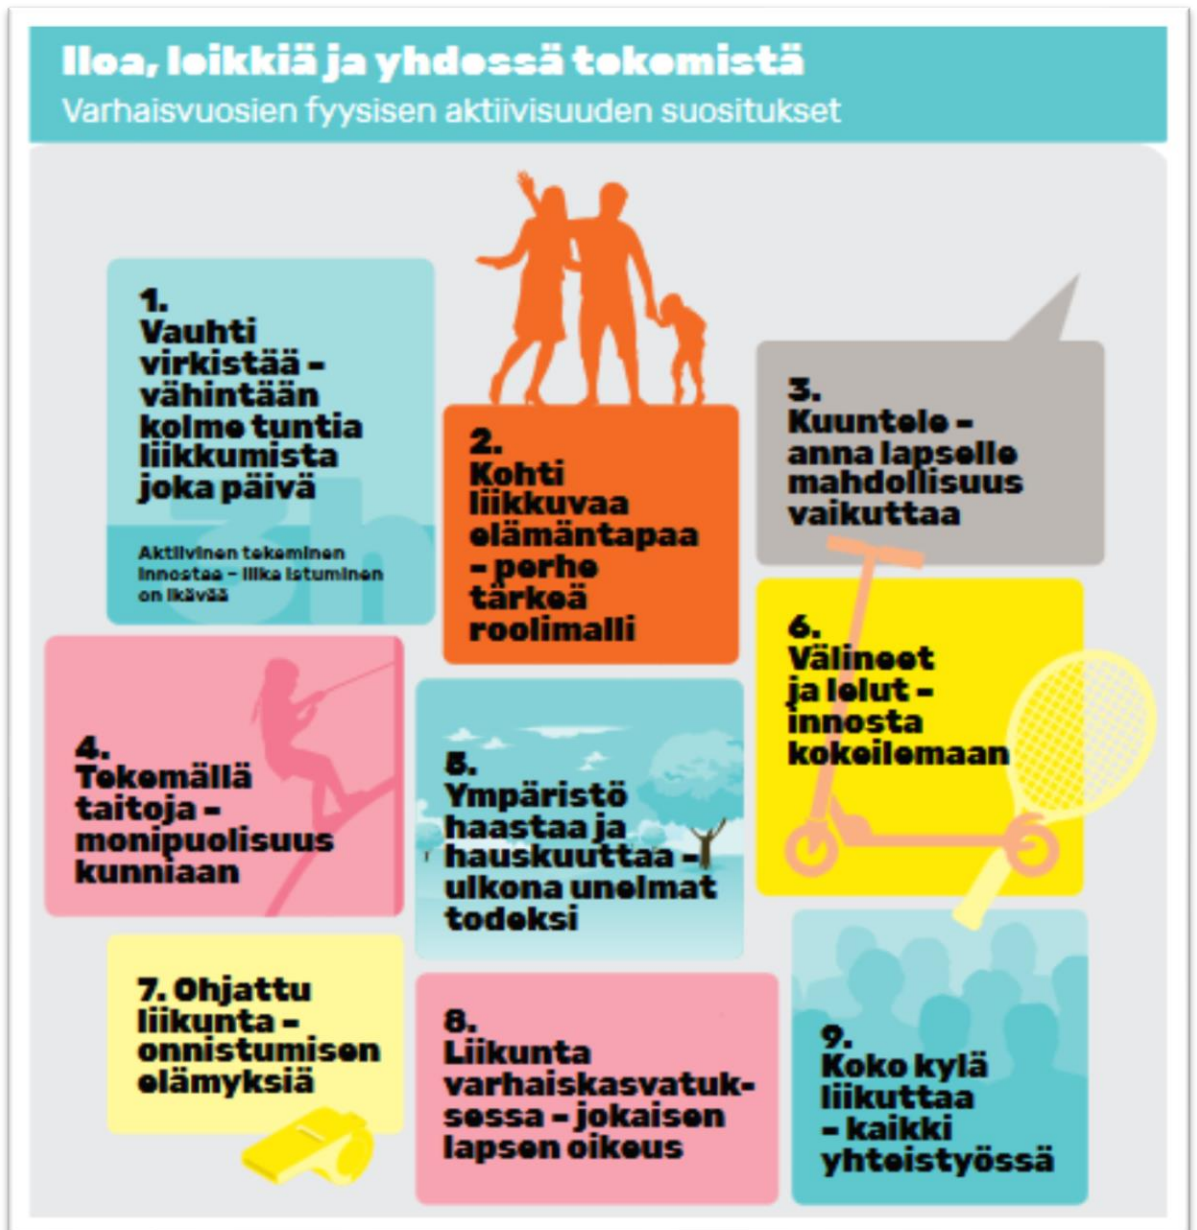 Iloa, leikkiä ja yhdessä tekemistä
Varhaisvuosien fyysisen aktiivisuuden suositukset
1.
Vauhti
virkistää –
vähintään
kolme tuntia
liikkumista
joka päivä
3h
Aktiivinen tekeminen
innostaa – liika istuminen
on ikävää
2.
Kohti
liikkuvaa
elämäntapaa
– perhe
tärkeä
roolimalli
3.
Kuuntele –
anna lapselle
mahdollisuus
vaikuttaa
4.
Tekemällä
taitoja –
monipuolisuus
kunniaan
5.
Ympäristö
haastaa ja
hauskuuttaa –
ulkona unelmat
todeksi
6.
Välineet
ja lelut –
innosta
kokeilemaan
7. Ohjattu
liikunta –
onnistumisen
elämyksiä
8.
Liikunta
varhaiskasvatuk-
sessa – jokaisen
lapsen oikeus
9.
Koko kylä
liikuttaa
– kaikki
yhteistyössä